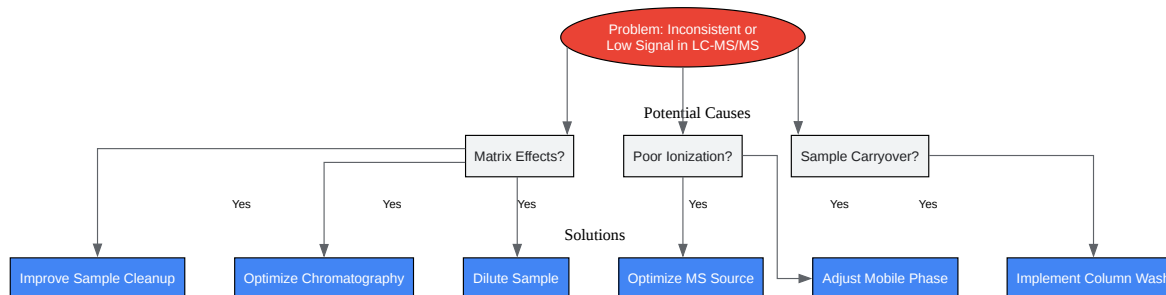 Problem: Inconsistent or
Low Signal in LC-MS/MS
Potential Causes
Matrix Effects?
Poor Ionization?
Sample Carryover?
Yes
Yes
Yes
Yes
Yes
Yes
Solutions
Improve Sample Cleanup
Optimize Chromatography
Dilute Sample
Optimize MS Source
Adjust Mobile Phase
Implement Column Wash